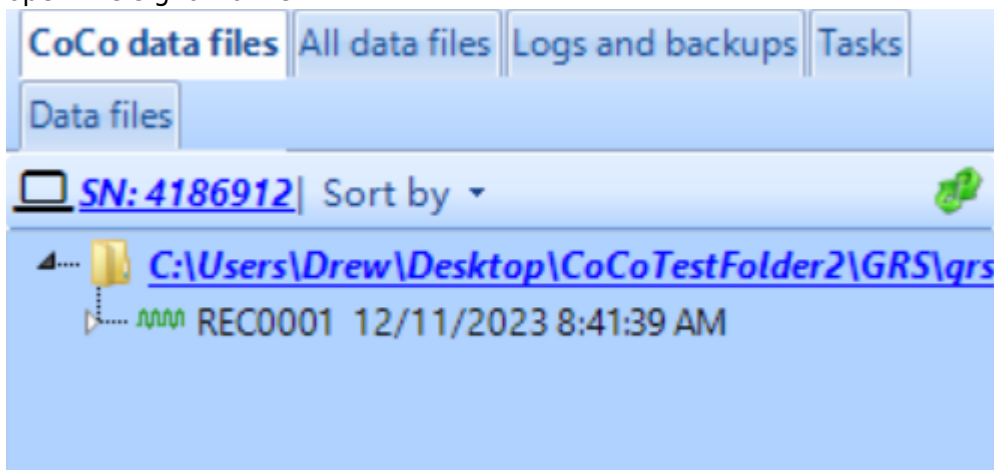 CoCo data files All data files Logs and backups Tasks
Data files
SN: 4186912| Sort by
C:\Users\Drew\Desktop\CoCoTestFolder2\GRS\grs
REC0001 12/11/2023 8:41:39 AM